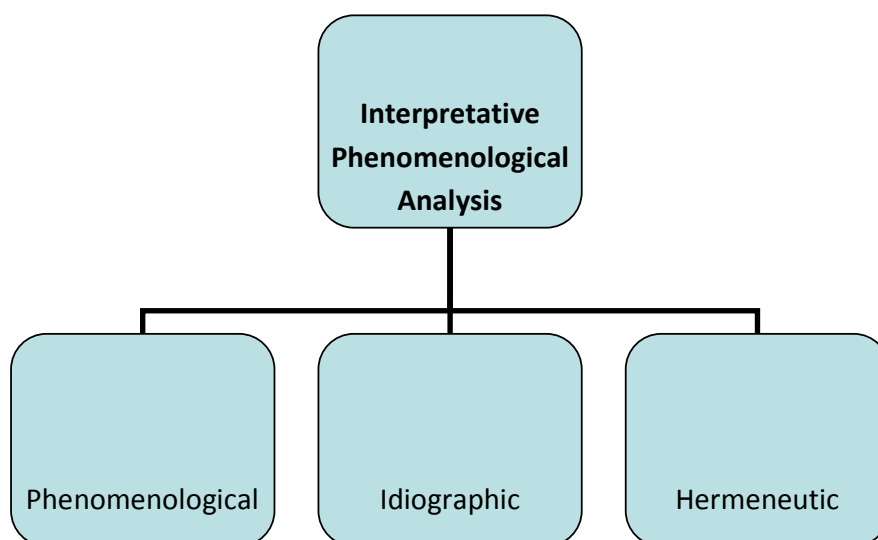 Interpretative
Phenomenological
Analysis
Phenomenological
Idiographic
Hermeneutic